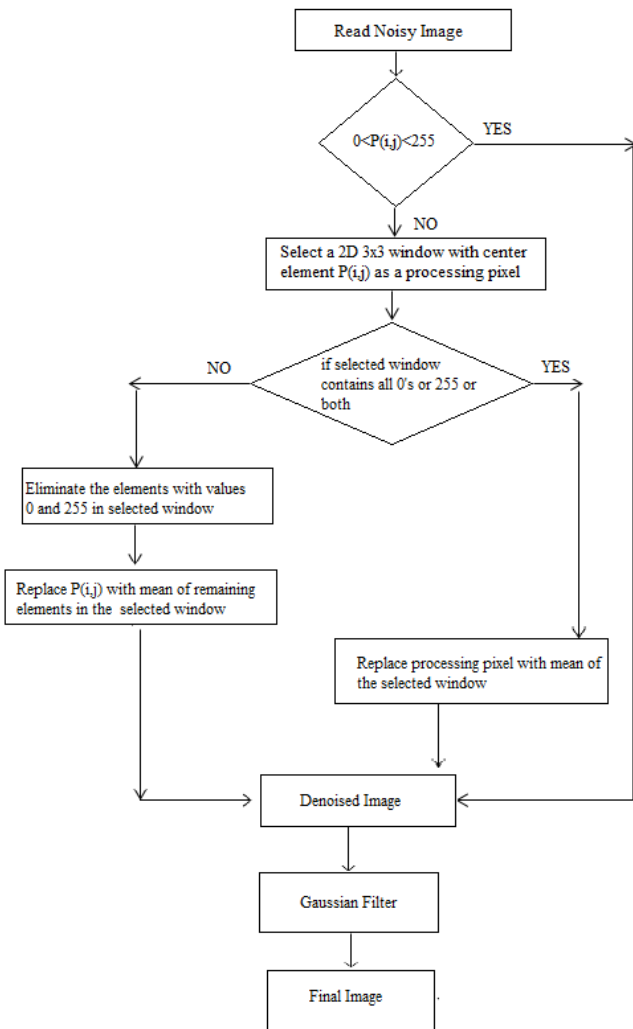 Read Noisy Image
0<P(i,j)<255
YES
NO
Select a 2D 3x3 window with center
element P(i,j) as a processing pixel
NO
if selected window
contains all 0's or 255 or
both
YES
Eliminate the elements with values
0 and 255 in selected window
Replace P(i,j) with mean of remaining
elements in the selected window
Replace processing pixel with mean of
the selected window
Denoised Image
Gaussian Filter
Final Image